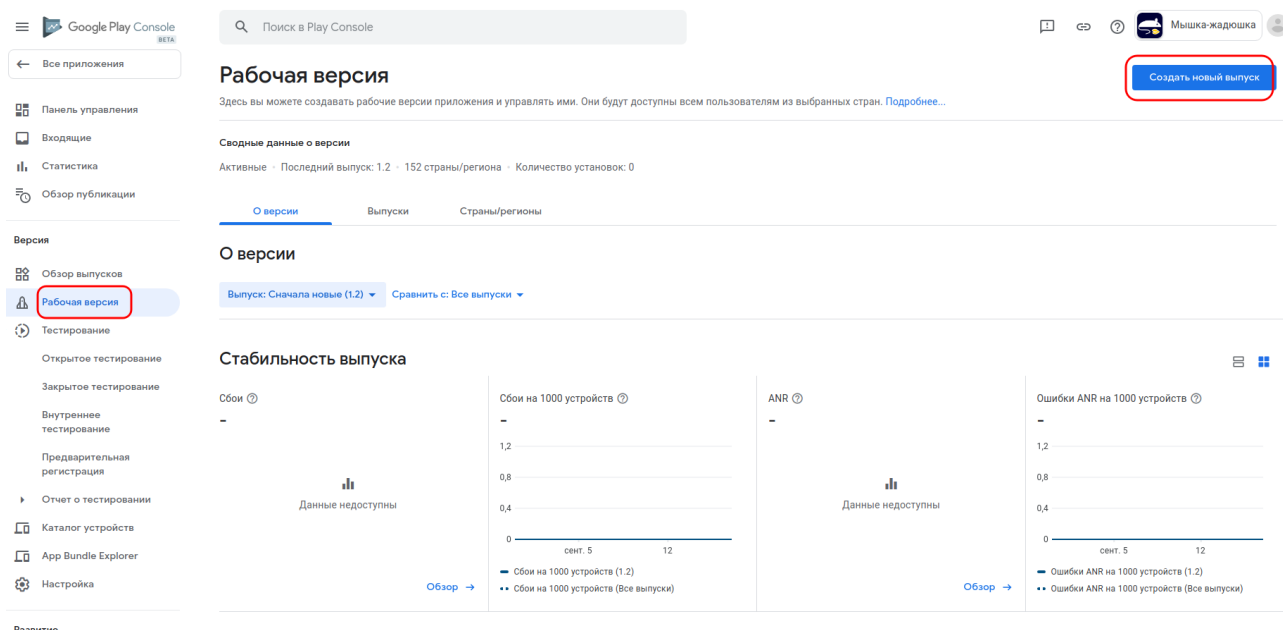 Google Play Console
BETA
Поиск в Play Console
Мышка-жадюшка
Все приложения
Панель управления
Входящие
Статистика
Обзор публикации
Версия
Обзор выпусков
Рабочая версия
Тестирование
Открытое тестирование
Закрытое тестирование
Внутреннее
тестирование
Предварительная
регистрация
Отчет о тестировании
Каталог устройств
App Bundle Explorer
Настройка
Развитие
Рабочая версия
Создать новый выпуск
Здесь вы можете создавать рабочие версии приложения и управлять ими. Они будут доступны всем пользователям из выбранных стран. Подробнее...
Сводные данные о версии
Активные · Последний выпуск: 1.2 · 152 страны/региона · Количество установок: 0
О версии Выпуски Страны/регионы
О версии
Выпуск: Сначала новые (1.2) Сравнить с: Все выпуски
Стабильность выпуска
Сбои
-
Данные недоступны
Обзор →
Сбои на 1000 устройств
-
1,2
0,8
0,4
0
сент. 5 12
Сбои на 1000 устройств (1.2)
Сбои на 1000 устройств (Все выпуски)
ANR
-
Данные недоступны
Обзор →
Ошибки ANR на 1000 устройств
-
1,2
0,8
0,4
0
сент. 5 12
Ошибки ANR на 1000 устройств (1.2)
Ошибки ANR на 1000 устройств (Все выпуски)